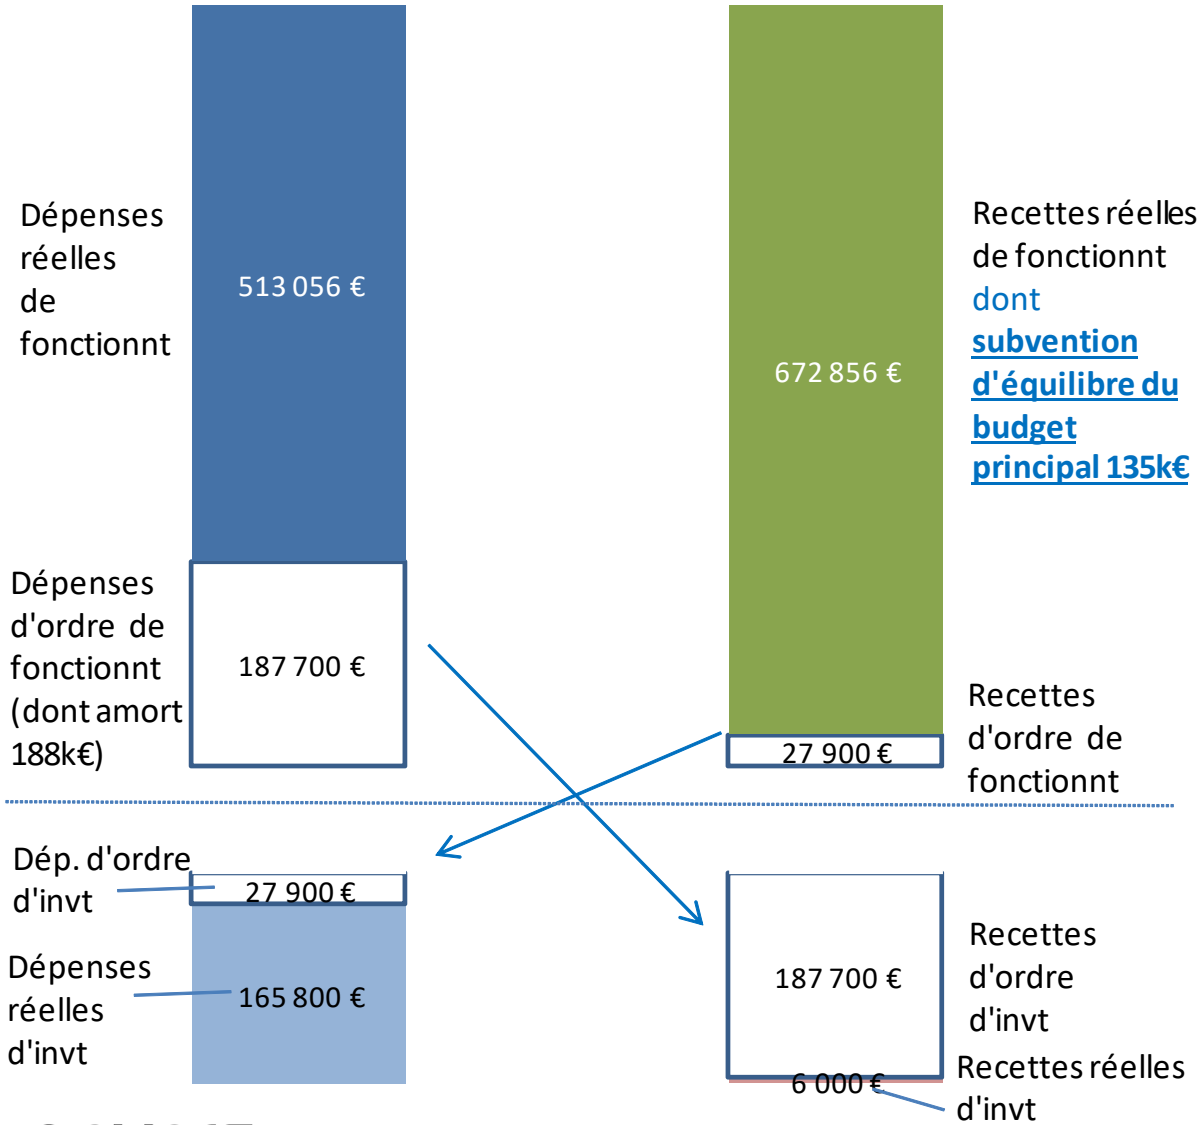 Dépenses
réelles
de
fonctionnt
513 056 €
Recettes réelles
de fonctionnt
dont
subvention
d'équilibre du
budget
principal 135k€
672 856 €
Dépenses
d'ordre de
fonctionnt
(dont amort
188k€)
187 700 €
Recettes
d'ordre de
fonctionnt
27 900 €
Dép. d'ordre
d'invt
27 900 €
Dépenses
réelles
d'invt
165 800 €
187 700 €
Recettes
d'ordre
d'invt
6 000 €
Recettes réelles
d'invt